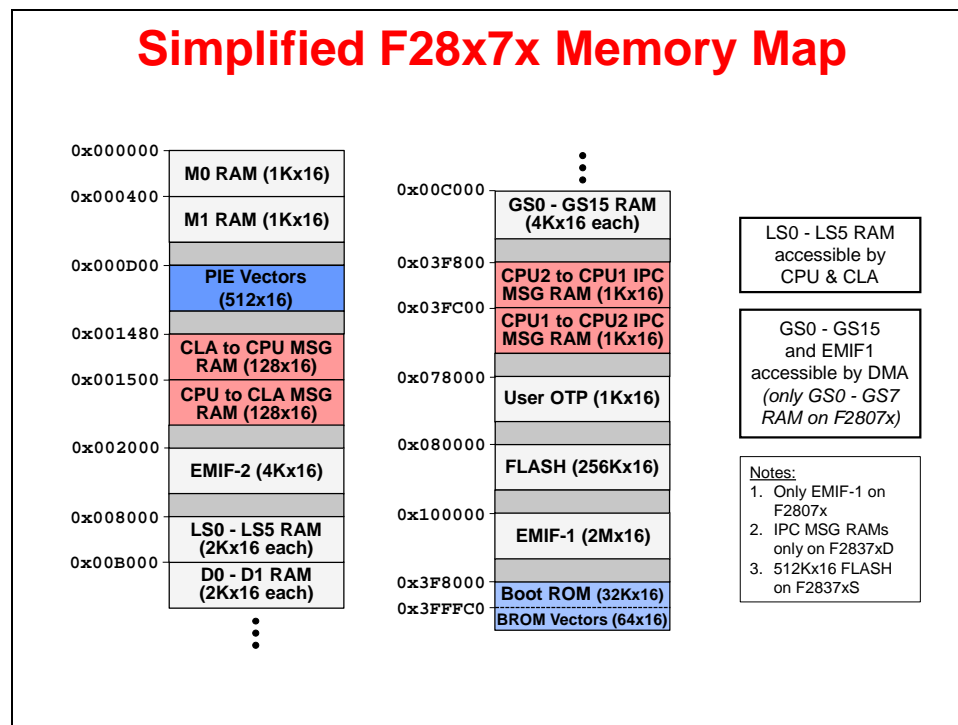 Simplified F28x7x Memory Map
0x000000
M0 RAM (1Kx16)
0x000400
M1 RAM (1Kx16)
0x000D00
PIE Vectors
(512x16)
0x001480
CLA to CPU MSG
RAM (128x16)
0x001500
CPU to CLA MSG
RAM (128x16)
0x002000
EMIF-2 (4Kx16)
0x008000
LS0 - LS5 RAM
(2Kx16 each)
0x00B000
D0 - D1 RAM
(2Kx16 each)
0x00C000
GS0 - GS15 RAM
(4Kx16 each)
0x03F800
CPU2 to CPU1 IPC
MSG RAM (1Kx16)
0x03FC00
CPU1 to CPU2 IPC
MSG RAM (1Kx16)
0x078000
User OTP (1Kx16)
0x080000
FLASH (256Kx16)
0x100000
EMIF-1 (2Mx16)
0x3F8000
Boot ROM (32Kx16)
0x3FFFC0
BROM Vectors (64x16)
LS0 - LS5 RAM
accessible by
CPU & CLA
GS0 - GS15
and EMIF1
accessible by DMA
(only GS0 - GS7
RAM on F2807x)
Notes:
1. Only EMIF-1 on
F2807x
2. IPC MSG RAMs
only on F2837xD
3. 512Kx16 FLASH
on F2837xS